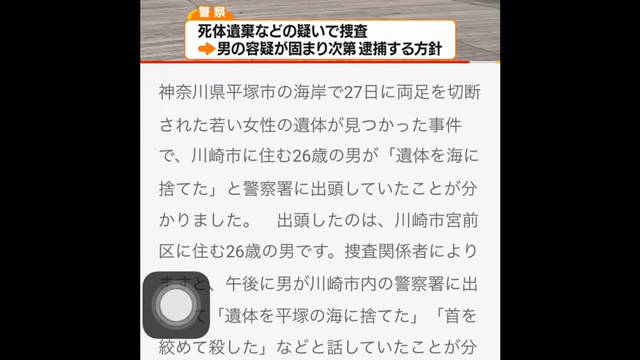 警察
死体遺棄などの疑いで捜査
➡男の容疑が固まり次第 逮捕する方針
神奈川県平塚市の海岸で27日に両足を切断
された若い女性の遺体が見つかった事件
で、川崎市に住む26歳の男が「遺体を海に
捨てた」と警察署に出頭していたことが分
かりました。　出頭したのは、川崎市宮前
区に住む26歳の男です。捜査関係者により
ますと、午後に男が川崎市内の警察署に出
て「遺体を平塚の海に捨てた」「首を
絞めて殺した」などと話していたことが分